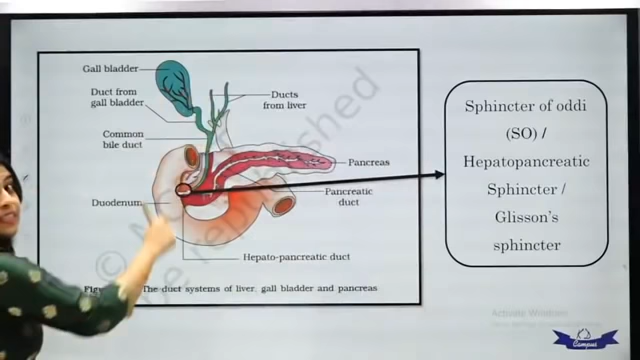 Gall bladder
Duct from
gall bladder
Ducts
from liver
Common
bile duct
Pancreas
Pancreatic
duct
Duodenum
Hepato-pancreatic duct
The duct systems of liver, gall bladder and pancreas
Sphincter of oddi
(SO) /
Hepatopancreatic
Sphincter /
Glisson's
sphincter
Activate Windows
Campus